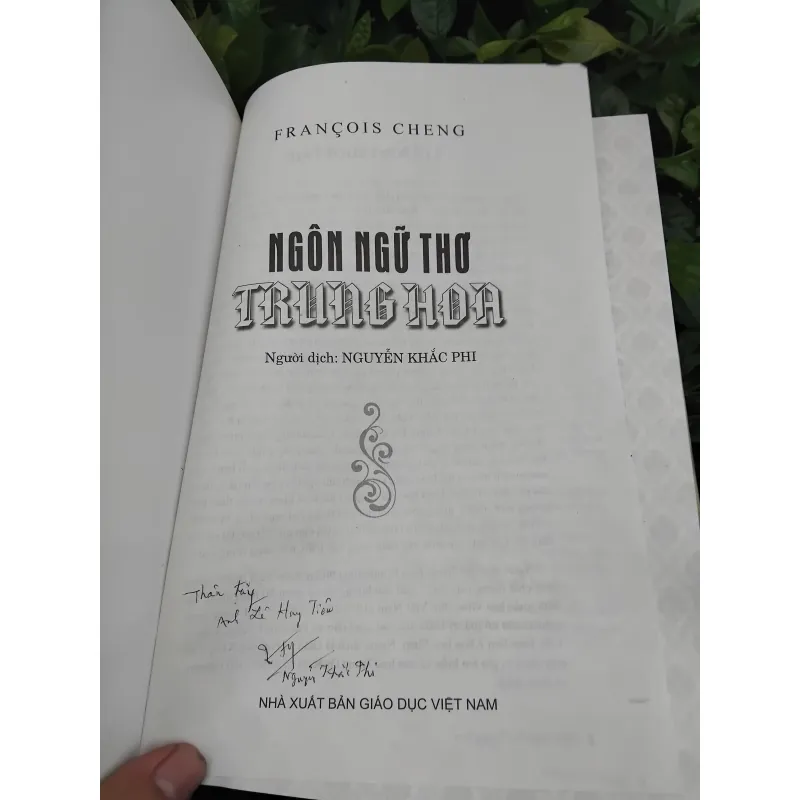 FRANÇOIS CHENG
NGÔN NGỮ THƠ
TRUNG HOA
Người dịch: NGUYỄN KHẮC PHI
Thân tặng
Anh Lê Huy Tiêu
Nguyễn Khắc Phi
NHÀ XUẤT BẢN GIÁO DỤC VIỆT NAM